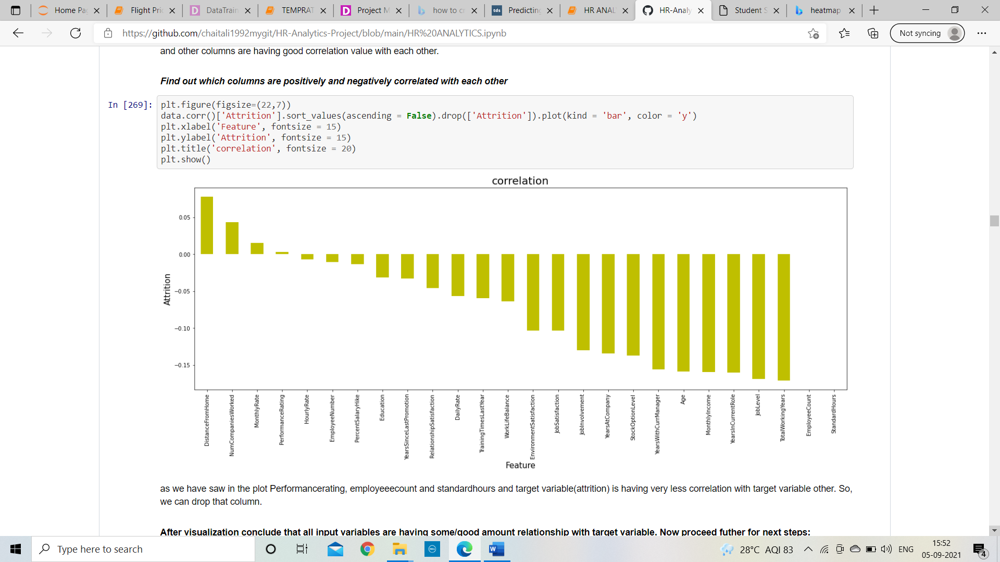 Home Pa
Flight Pric
DataTrain
TEMPRAT
Project M
how to cr
Predicting
HR ANAL
HR-Analy
Student S
heatmap
https://github.com/chaitali1992mygit/HR-Analytics-Project/blob/main/HR%20ANALYTICS.ipynb
Not syncing
and other columns are having good correlation value with each other.
Find out which columns are positively and negatively correlated with each other
In [269]:
plt.figure(figsize=(22,7))
data.corr()['Attrition'].sort_values(ascending = False).drop(['Attrition']).plot(kind = 'bar', color = 'y')
plt.xlabel('Feature', fontsize = 15)
plt.ylabel('Attrition', fontsize = 15)
plt.title('correlation', fontsize = 20)
plt.show()
correlation
0.05
0.00
−0.05
−0.10
−0.15
Attrition
DistanceFromHome
NumCompaniesWorked
MonthlyRate
PerformanceRating
HourlyRate
EmployeeNumber
PercentSalaryHike
Education
YearsSinceLastPromotion
RelationshipSatisfaction
DailyRate
TrainingTimesLastYear
WorkLifeBalance
EnvironmentSatisfaction
JobSatisfaction
JobInvolvement
YearsAtCompany
StockOptionLevel
YearsWithCurrManager
Age
MonthlyIncome
YearsInCurrentRole
JobLevel
TotalWorkingYears
EmployeeCount
StandardHours
Feature
as we have saw in the plot Performancerating, employeeecount and standardhours and target variable(attrition) is having very less correlation with target variable other. So,
we can drop that column.
After visualization conclude that all input variables are having some/good amount relationship with target variable. Now proceed futher for next steps:
Type here to search
28°C AQI 83
ENG
15:52
05-09-2021
4